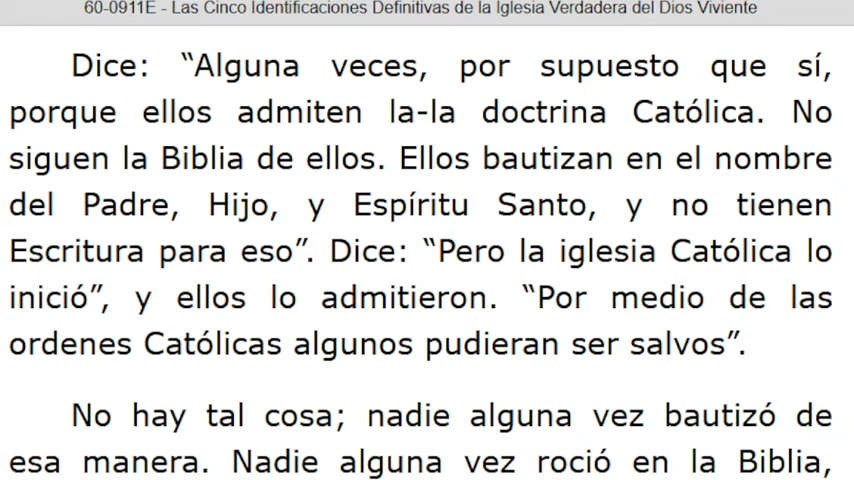 60-0911E - Las Cinco Identificaciones Definitivas de la Iglesia Verdadera del Dios Viviente
Dice: “Alguna veces, por supuesto que sí,
porque ellos admiten la-la doctrina Católica. No
siguen la Biblia de ellos. Ellos bautizan en el nombre
del Padre, Hijo, y Espíritu Santo, y no tienen
Escritura para eso”. Dice: “Pero la iglesia Católica lo
inició”, y ellos lo admitieron. “Por medio de las
ordenes Católicas algunos pudieran ser salvos”.
No hay tal cosa; nadie alguna vez bautizó de
esa manera. Nadie alguna vez roció en la Biblia,